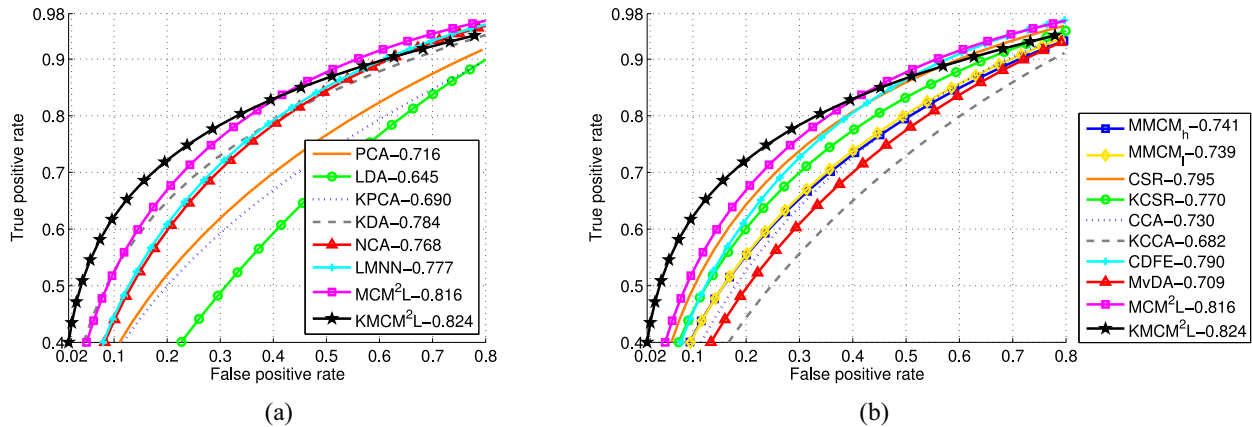 0.98
0.9
0.8
0.7
0.6
0.5
0.4
True positive rate
0.02
0.1
0.2
0.3
0.4
0.5
0.6
0.7
0.8
False positive rate
PCA−0.716
LDA−0.645
KPCA−0.690
KDA−0.784
NCA−0.768
LMNN−0.777
MCM²L−0.816
KMCM²L−0.824
(a)
0.98
0.9
0.8
0.7
0.6
0.5
0.4
True positive rate
0.02
0.1
0.2
0.3
0.4
0.5
0.6
0.7
0.8
False positive rate
MMCMₕ−0.741
MMCMₗ−0.739
CSR−0.795
KCSR−0.770
CCA−0.730
KCCA−0.682
CDFE−0.790
MvDA−0.709
MCM²L−0.816
KMCM²L−0.824
(b)